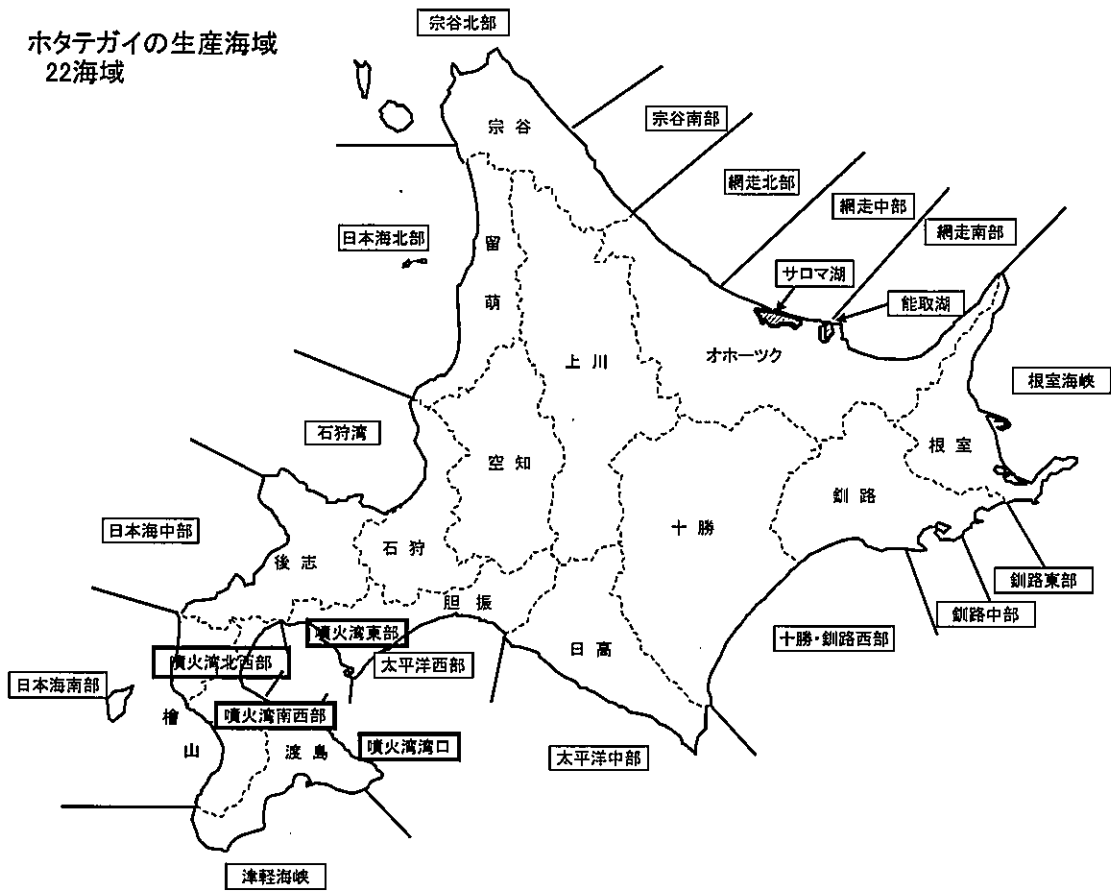 ホタテガイの生産海域
22海域
宗谷北部
宗谷南部
宗谷
網走北部
網走中部
網走南部
日本海北部
留萌
サロマ湖
能取湖
上川
オホーツク
根室海峡
石狩湾
空知
根室
釧路
日本海中部
石狩
十勝
後志
釧路東部
胆振
釧路中部
噴火湾東部
十勝・釧路西部
日高
噴火湾北西部
太平洋西部
日本海南部
噴火湾南西部
檜山
渡島
噴火湾湾口
太平洋中部
津軽海峡